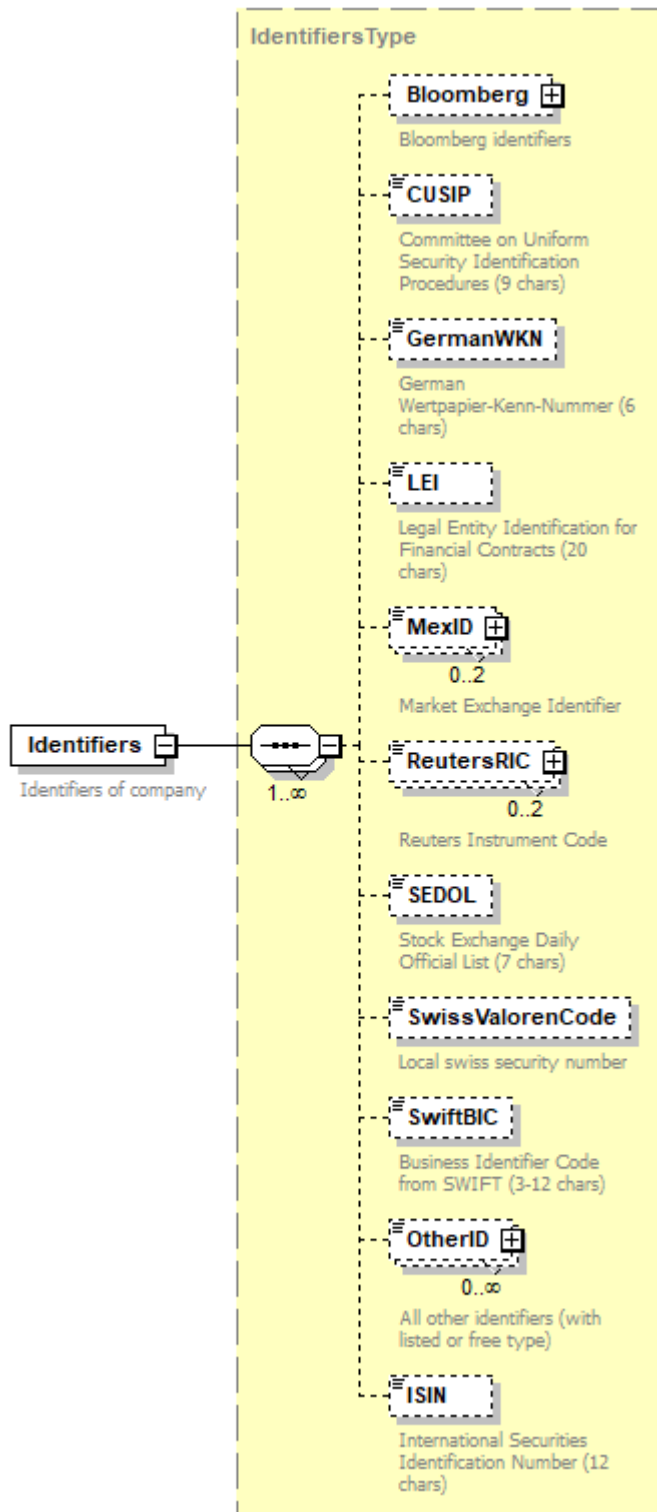 IdentifiersType
Bloomberg
Bloomberg identifiers
CUSIP
Committee on Uniform
Security Identification
Procedures (9 chars)
GermanWKN
German
Wertpapier-Kenn-Nummer (6
chars)
LEI
Legal Entity Identification for
Financial Contracts (20
chars)
MexID
0..2
Market Exchange Identifier
Identifiers
Identifiers of company
1..∞
ReutersRIC
0..2
Reuters Instrument Code
SEDOL
Stock Exchange Daily
Official List (7 chars)
SwissValorenCode
Local swiss security number
SwiftBIC
Business Identifier Code
from SWIFT (3-12 chars)
OtherID
0..∞
All other identifiers (with
listed or free type)
ISIN
International Securities
Identification Number (12
chars)